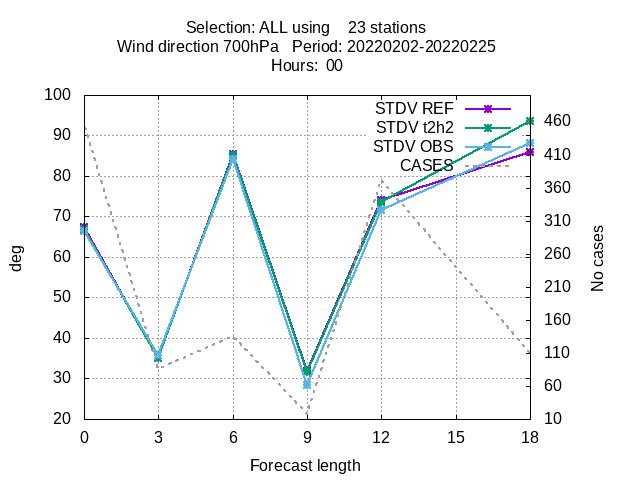 Selection: ALL using    23 stations
Wind direction 700hPa   Period: 20220202-20220225
Hours:  00
STDV REF
STDV t2h2
STDV OBS
CASES
100
90
80
70
60
50
40
30
20
deg
460
410
360
310
260
210
160
110
60
10
No cases
0 3 6 9 12 15 18
Forecast length